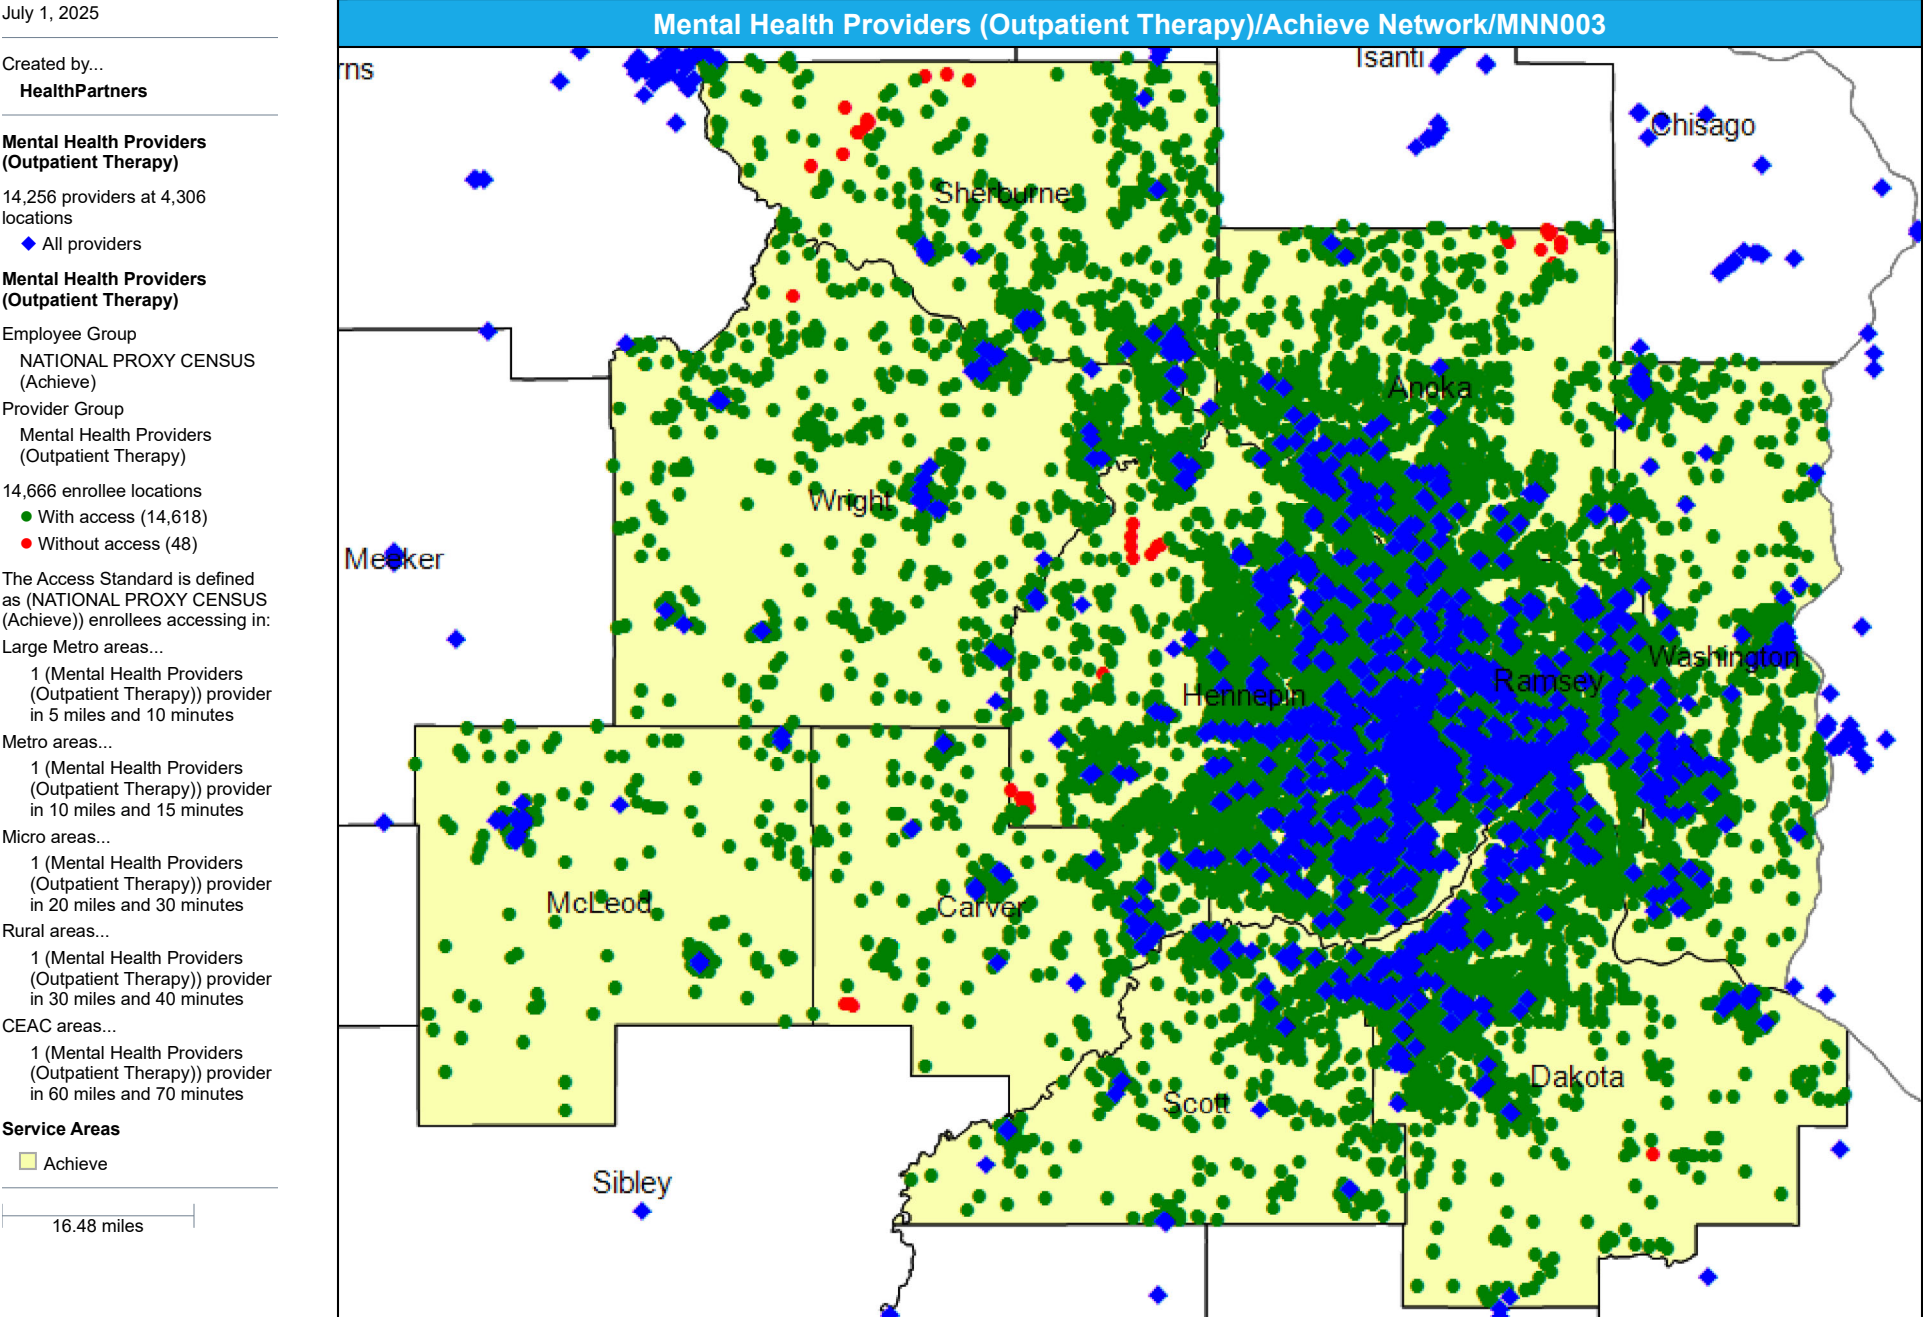 July 1, 2025
Created by...
HealthPartners
Mental Health Providers
(Outpatient Therapy)
14,256 providers at 4,306
locations
All providers
Mental Health Providers
(Outpatient Therapy)
Employee Group
NATIONAL PROXY CENSUS
(Achieve)
Provider Group
Mental Health Providers
(Outpatient Therapy)
14,666 enrollee locations
With access (14,618)
Without access (48)
The Access Standard is defined
as (NATIONAL PROXY CENSUS
(Achieve)) enrollees accessing in:
Large Metro areas...
1 (Mental Health Providers
(Outpatient Therapy)) provider
in 5 miles and 10 minutes
Metro areas...
1 (Mental Health Providers
(Outpatient Therapy)) provider
in 10 miles and 15 minutes
Micro areas...
1 (Mental Health Providers
(Outpatient Therapy)) provider
in 20 miles and 30 minutes
Rural areas...
1 (Mental Health Providers
(Outpatient Therapy)) provider
in 30 miles and 40 minutes
CEAC areas...
1 (Mental Health Providers
(Outpatient Therapy)) provider
in 60 miles and 70 minutes
Service Areas
Achieve
16.48 miles
Mental Health Providers (Outpatient Therapy)/Achieve Network/MNN003
rns
Isanti
Chisago
Sherburne
Anoka
Wright
Meeker
Washington
Ramsey
Hennepin
McLeod
Carver
Dakota
Scott
Sibley